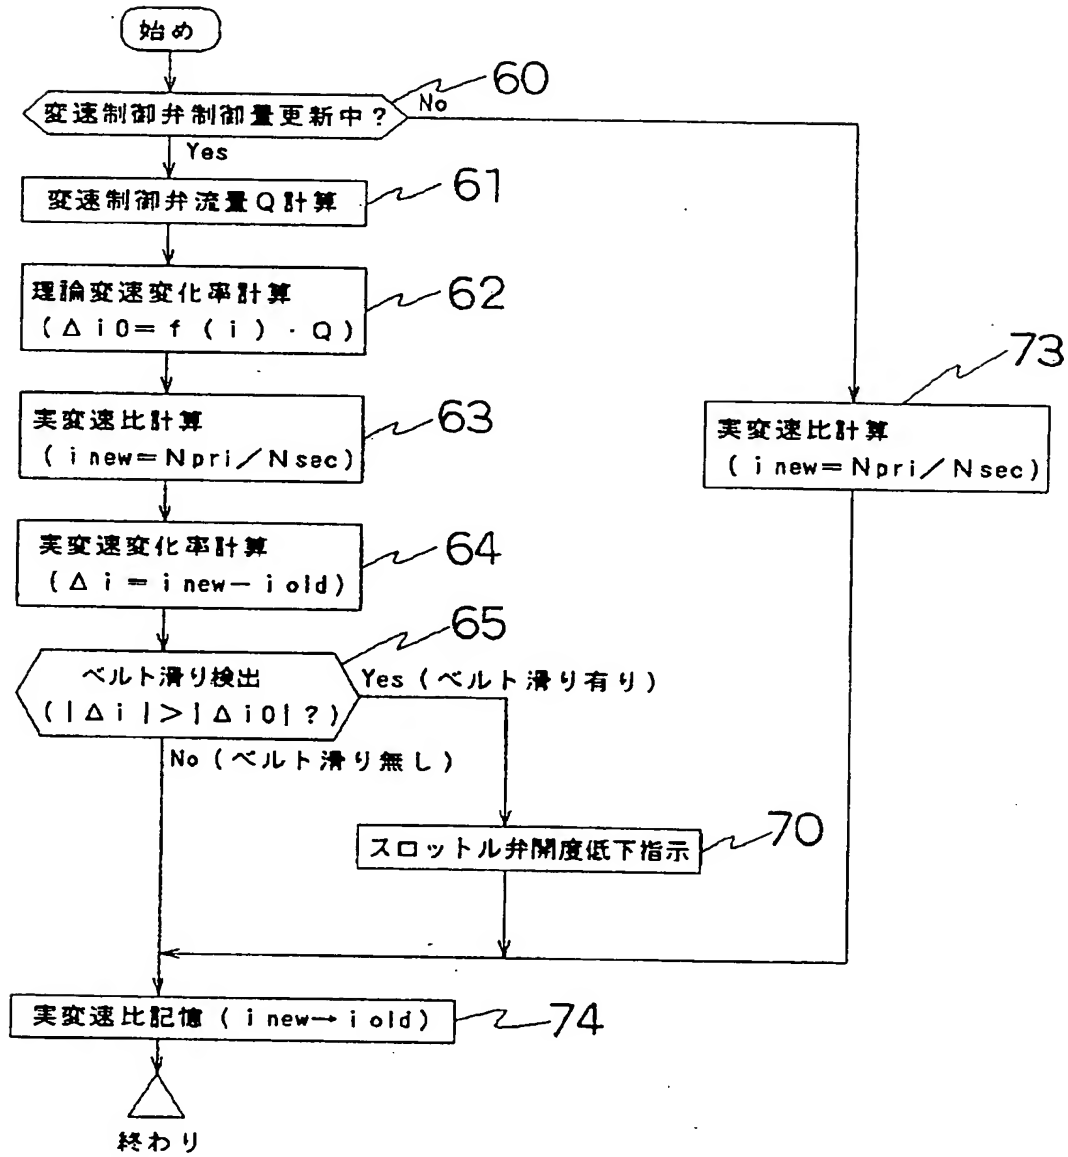 始め
60
変速制御弁制御量更新中？
No
Yes
変速制御弁流量Q計算
61
理論変速変化率計算
(Δi0=f(i)・Q)
62
実変速比計算
(inew=Npri／Nsec)
63
実変速比計算
(inew=Npri／Nsec)
73
実変速変化率計算
(Δi=inew−iold)
64
65
ベルト滑り検出
(|Δi|>|Δi0|？)
Yes(ベルト滑り有り)
No(ベルト滑り無し)
スロットル弁開度低下指示
70
実変速比記憶(inew→iold)
74
終わり